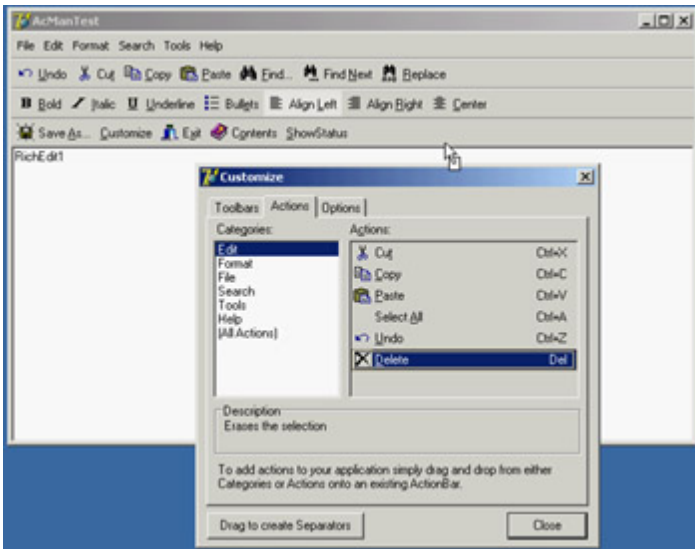 AcManTest
File Edit Format Search Tools Help
Undo Cut Copy Paste Find... Find Next Replace
B Bold I Italic U Underline Bullets Align Left Align Right Center
Save As... Customize Exit Contents ShowStatus
RichEdit1
Customize
Toolbars Actions Options
Categories: Actions:
Edit
Format
File
Search
Tools
Help
(All Actions)
Cut Ctrl+X
Copy Ctrl+C
Paste Ctrl+V
Select All Ctrl+A
Undo Ctrl+Z
Delete Del
Description
Erases the selection
To add actions to your application simply drag and drop from either
Categories or Actions onto an existing ActionBar.
Drag to create Separators Close